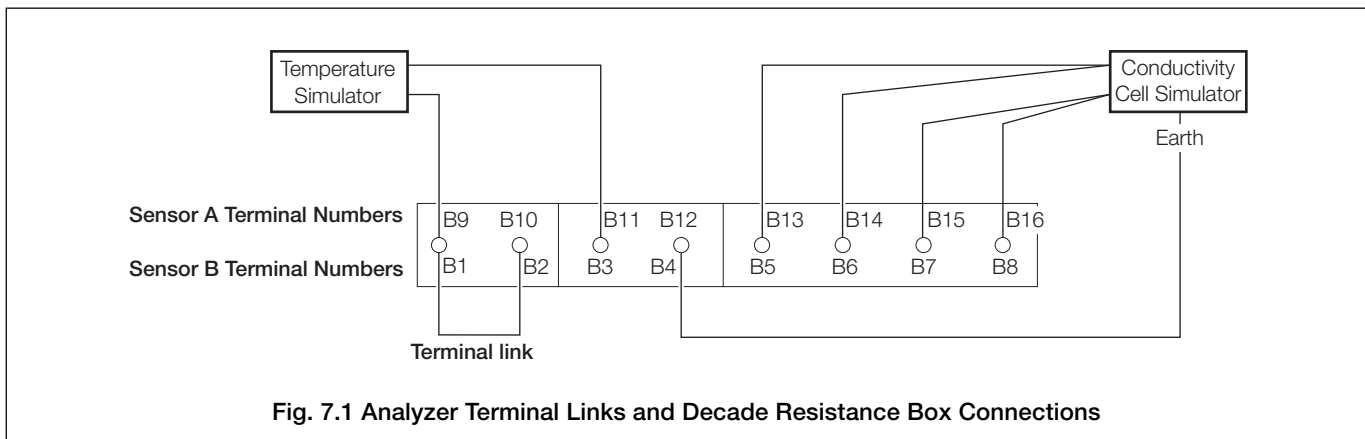 Temperature
Simulator
Conductivity
Cell Simulator
Earth
Sensor A Terminal Numbers
B9 B10 B11 B12 B13 B14 B15 B16
Sensor B Terminal Numbers
B1 B2 B3 B4 B5 B6 B7 B8
Terminal link
Fig. 7.1 Analyzer Terminal Links and Decade Resistance Box Connections